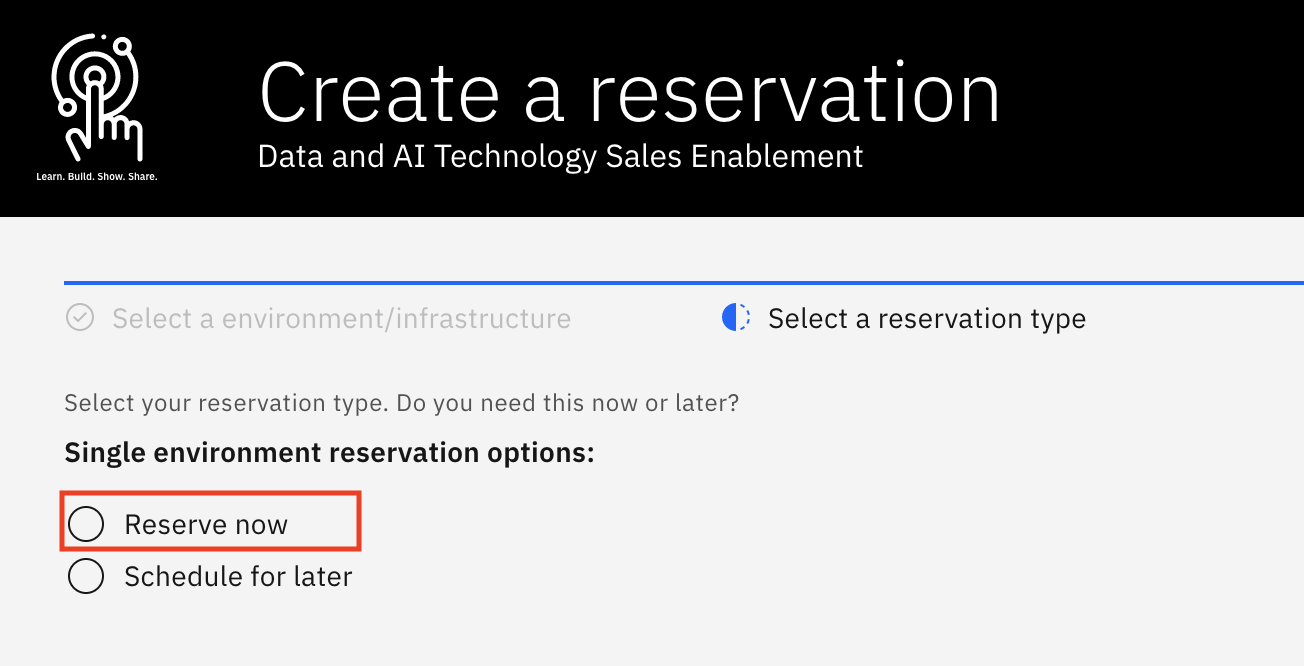 Create a reservation
Data and AI Technology Sales Enablement
Learn. Build. Show. Share.
Select a environment/infrastructure
Select a reservation type
Select your reservation type. Do you need this now or later?
Single environment reservation options:
Reserve now
Schedule for later